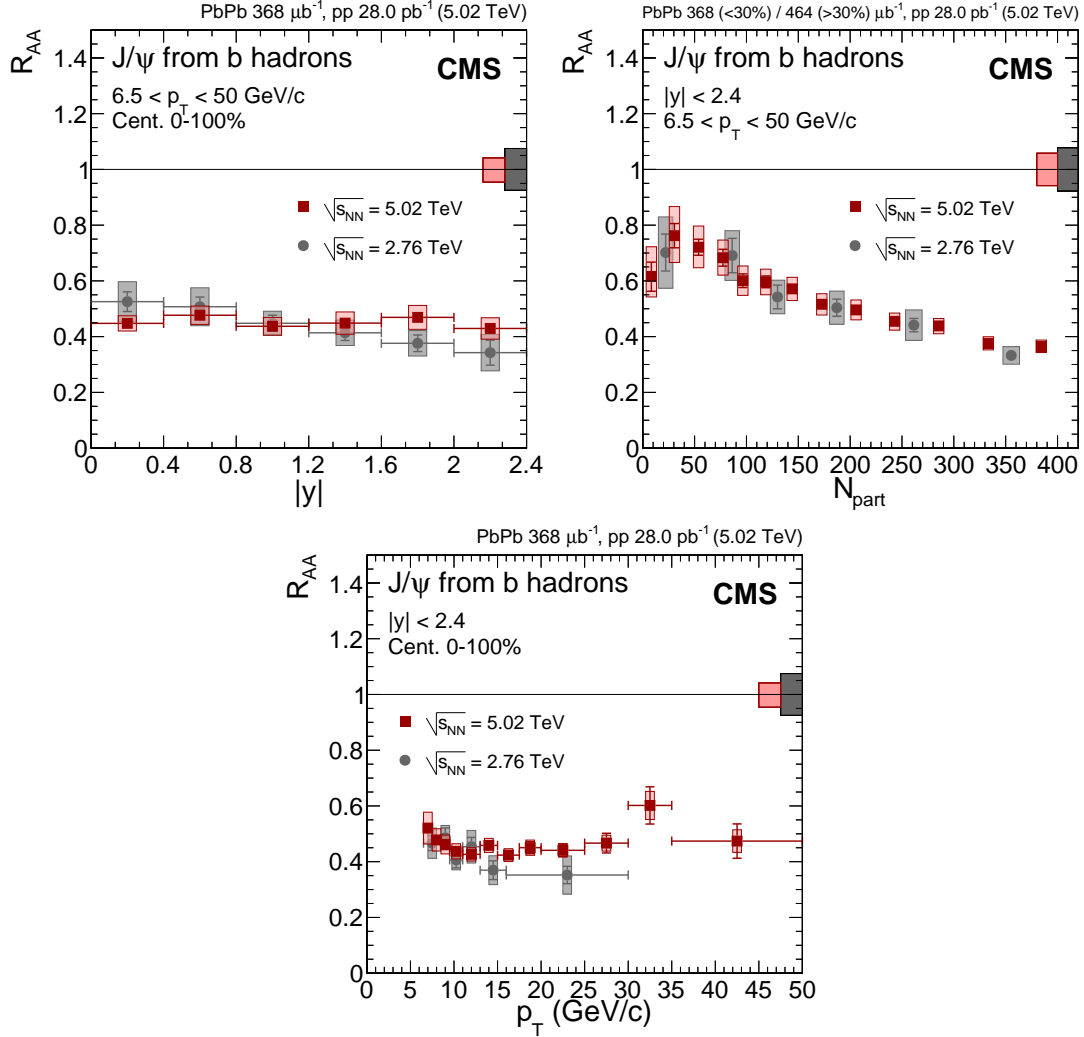 PbPb 368 μb⁻¹, pp 28.0 pb⁻¹ (5.02 TeV)
R_AA
1.4
1.2
1
0.8
0.6
0.4
0.2
0
J/ψ from b hadrons
CMS
6.5 < p_T < 50 GeV/c
Cent. 0-100%
√s_NN = 5.02 TeV
√s_NN = 2.76 TeV
0 0.4 0.8 1.2 1.6 2 2.4
|y|
PbPb 368 (<30%) / 464 (>30%) μb⁻¹, pp 28.0 pb⁻¹ (5.02 TeV)
R_AA
1.4
1.2
1
0.8
0.6
0.4
0.2
0
J/ψ from b hadrons
CMS
|y| < 2.4
6.5 < p_T < 50 GeV/c
√s_NN = 5.02 TeV
√s_NN = 2.76 TeV
0 50 100 150 200 250 300 350 400
N_part
PbPb 368 μb⁻¹, pp 28.0 pb⁻¹ (5.02 TeV)
R_AA
1.4
1.2
1
0.8
0.6
0.4
0.2
0
J/ψ from b hadrons
CMS
|y| < 2.4
Cent. 0-100%
√s_NN = 5.02 TeV
√s_NN = 2.76 TeV
0 5 10 15 20 25 30 35 40 45 50
p_T (GeV/c)